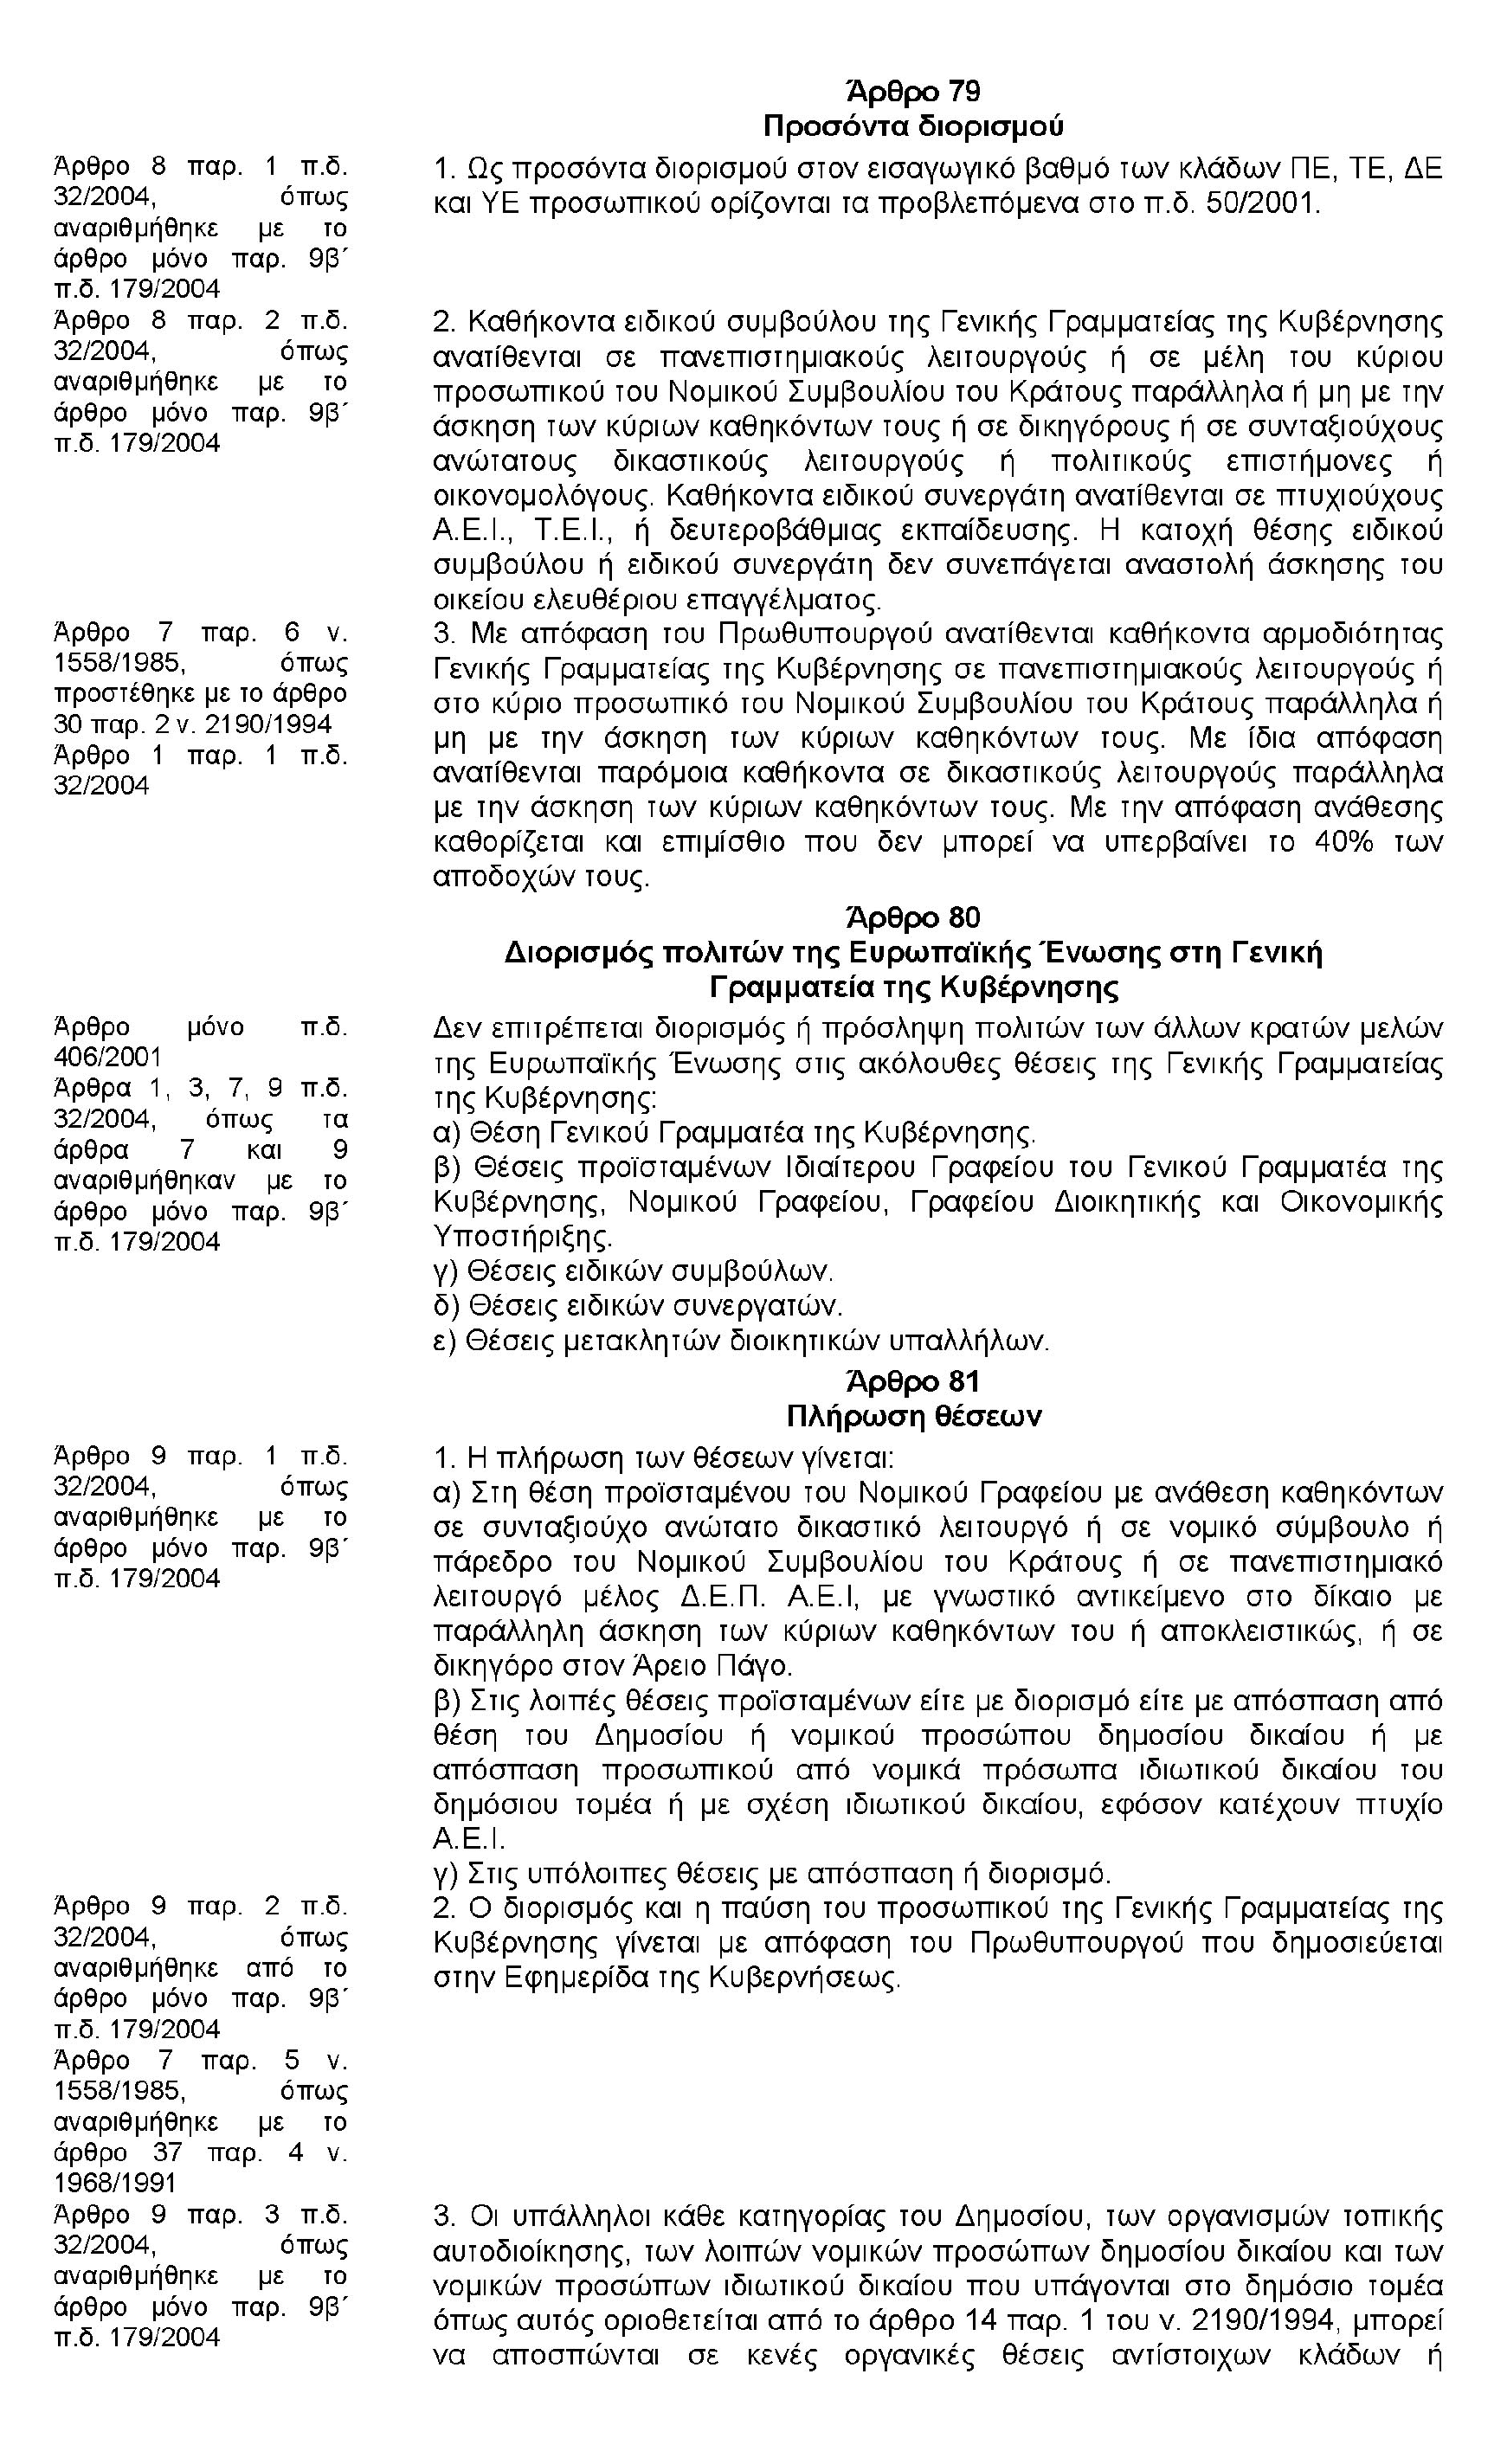 Άρθρο 79
Προσόντα διορισμού
Άρθρο 8 παρ. 1 π.δ.
32/2004, όπως
αναριθμήθηκε με το
άρθρο μόνο παρ. 9β΄
π.δ. 179/2004
1. Ως προσόντα διορισμού στον εισαγωγικό βαθμό των κλάδων ΠΕ, ΤΕ, ΔΕ
και ΥΕ προσωπικού ορίζονται τα προβλεπόμενα στο π.δ. 50/2001.
Άρθρο 8 παρ. 2 π.δ.
32/2004, όπως
αναριθμήθηκε με το
άρθρο μόνο παρ. 9β΄
π.δ. 179/2004
2. Καθήκοντα ειδικού συμβούλου της Γενικής Γραμματείας της Κυβέρνησης
ανατίθενται σε πανεπιστημιακούς λειτουργούς ή σε μέλη του κύριου
προσωπικού του Νομικού Συμβουλίου του Κράτους παράλληλα ή μη με την
άσκηση των κύριων καθηκόντων τους ή σε δικηγόρους ή σε συνταξιούχους
ανώτατους δικαστικούς λειτουργούς ή πολιτικούς επιστήμονες ή
οικονομολόγους. Καθήκοντα ειδικού συνεργάτη ανατίθενται σε πτυχιούχους
Α.Ε.Ι., Τ.Ε.Ι., ή δευτεροβάθμιας εκπαίδευσης. Η κατοχή θέσης ειδικού
συμβούλου ή ειδικού συνεργάτη δεν συνεπάγεται αναστολή άσκησης του
οικείου ελευθέριου επαγγέλματος.
Άρθρο 7 παρ. 6 ν.
1558/1985, όπως
προστέθηκε με το άρθρο
30 παρ. 2 ν. 2190/1994
Άρθρο 1 παρ. 1 π.δ.
32/2004
3. Με απόφαση του Πρωθυπουργού ανατίθενται καθήκοντα αρμοδιότητας
Γενικής Γραμματείας της Κυβέρνησης σε πανεπιστημιακούς λειτουργούς ή
στο κύριο προσωπικό του Νομικού Συμβουλίου του Κράτους παράλληλα ή
μη με την άσκηση των κύριων καθηκόντων τους. Με ίδια απόφαση
ανατίθενται παρόμοια καθήκοντα σε δικαστικούς λειτουργούς παράλληλα
με την άσκηση των κύριων καθηκόντων τους. Με την απόφαση ανάθεσης
καθορίζεται και επιμίσθιο που δεν μπορεί να υπερβαίνει το 40% των
αποδοχών τους.
Άρθρο 80
Διορισμός πολιτών της Ευρωπαϊκής Ένωσης στη Γενική
Γραμματεία της Κυβέρνησης
Άρθρο μόνο π.δ.
406/2001
Άρθρα 1, 3, 7, 9 π.δ.
32/2004, όπως τα
άρθρα 7 και 9
αναριθμήθηκαν με το
άρθρο μόνο παρ. 9β΄
π.δ. 179/2004
Δεν επιτρέπεται διορισμός ή πρόσληψη πολιτών των άλλων κρατών μελών
της Ευρωπαϊκής Ένωσης στις ακόλουθες θέσεις της Γενικής Γραμματείας
της Κυβέρνησης:
α) Θέση Γενικού Γραμματέα της Κυβέρνησης.
β) Θέσεις προϊσταμένων Ιδιαίτερου Γραφείου του Γενικού Γραμματέα της
Κυβέρνησης, Νομικού Γραφείου, Γραφείου Διοικητικής και Οικονομικής
Υποστήριξης.
γ) Θέσεις ειδικών συμβούλων.
δ) Θέσεις ειδικών συνεργατών.
ε) Θέσεις μετακλητών διοικητικών υπαλλήλων.
Άρθρο 81
Πλήρωση θέσεων
Άρθρο 9 παρ. 1 π.δ.
32/2004, όπως
αναριθμήθηκε με το
άρθρο μόνο παρ. 9β΄
π.δ. 179/2004
1. Η πλήρωση των θέσεων γίνεται:
α) Στη θέση προϊσταμένου του Νομικού Γραφείου με ανάθεση καθηκόντων
σε συνταξιούχο ανώτατο δικαστικό λειτουργό ή σε νομικό σύμβουλο ή
πάρεδρο του Νομικού Συμβουλίου του Κράτους ή σε πανεπιστημιακό
λειτουργό μέλος Δ.Ε.Π. Α.Ε.Ι, με γνωστικό αντικείμενο στο δίκαιο με
παράλληλη άσκηση των κύριων καθηκόντων του ή αποκλειστικώς, ή σε
δικηγόρο στον Άρειο Πάγο.
β) Στις λοιπές θέσεις προϊσταμένων είτε με διορισμό είτε με απόσπαση από
θέση του Δημοσίου ή νομικού προσώπου δημοσίου δικαίου ή με
απόσπαση προσωπικού από νομικά πρόσωπα ιδιωτικού δικαίου του
δημόσιου τομέα ή με σχέση ιδιωτικού δικαίου, εφόσον κατέχουν πτυχίο
Α.Ε.Ι.
γ) Στις υπόλοιπες θέσεις με απόσπαση ή διορισμό.
Άρθρο 9 παρ. 2 π.δ.
32/2004, όπως
αναριθμήθηκε από το
άρθρο μόνο παρ. 9β΄
π.δ. 179/2004
Άρθρο 7 παρ. 5 ν.
1558/1985, όπως
αναριθμήθηκε με το
άρθρο 37 παρ. 4 ν.
1968/1991
2. Ο διορισμός και η παύση του προσωπικού της Γενικής Γραμματείας της
Κυβέρνησης γίνεται με απόφαση του Πρωθυπουργού που δημοσιεύεται
στην Εφημερίδα της Κυβερνήσεως.
Άρθρο 9 παρ. 3 π.δ.
32/2004, όπως
αναριθμήθηκε με το
άρθρο μόνο παρ. 9β΄
π.δ. 179/2004
3. Οι υπάλληλοι κάθε κατηγορίας του Δημοσίου, των οργανισμών τοπικής
αυτοδιοίκησης, των λοιπών νομικών προσώπων δημοσίου δικαίου και των
νομικών προσώπων ιδιωτικού δικαίου που υπάγονται στο δημόσιο τομέα
όπως αυτός οριοθετείται από το άρθρο 14 παρ. 1 του ν. 2190/1994, μπορεί
να αποσπώνται σε κενές οργανικές θέσεις αντίστοιχων κλάδων ή